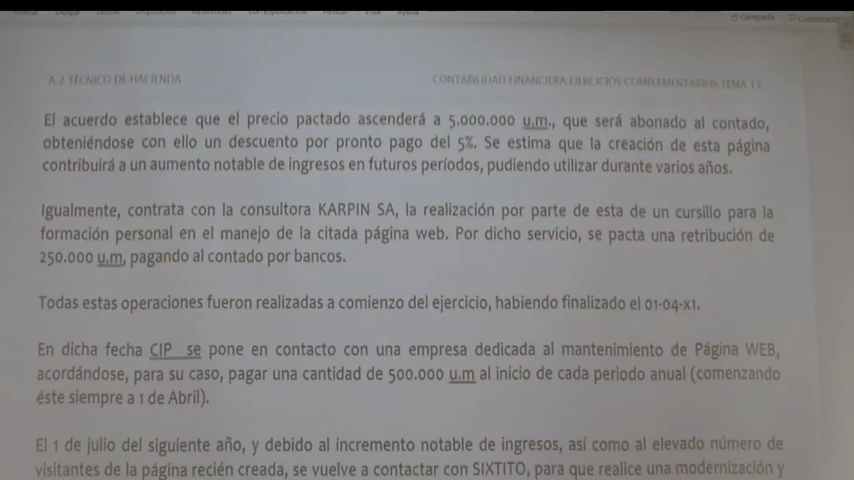 Compartir
A.2 TÉCNICO DE HACIENDA
CONTABILIDAD FINANCIERA.EJERCICIOS COMPLEMENTARIOS TEMA 13
El acuerdo establece que el precio pactado ascenderá a 5.000.000 u.m., que será abonado al contado,
obteniéndose con ello un descuento por pronto pago del 5%. Se estima que la creación de esta página
contribuirá a un aumento notable de ingresos en futuros períodos, pudiendo utilizar durante varios años.
Igualmente, contrata con la consultora KARPIN SA, la realización por parte de esta de un cursillo para la
formación personal en el manejo de la citada página web. Por dicho servicio, se pacta una retribución de
250.000 u.m, pagando al contado por bancos.
Todas estas operaciones fueron realizadas a comienzo del ejercicio, habiendo finalizado el 01-04-x1.
En dicha fecha CIP se pone en contacto con una empresa dedicada al mantenimiento de Página WEB,
acordándose, para su caso, pagar una cantidad de 500.000 u.m al inicio de cada periodo anual (comenzando
éste siempre a 1 de Abril).
El 1 de julio del siguiente año, y debido al incremento notable de ingresos, así como al elevado número de
visitantes de la página recién creada, se vuelve a contactar con SIXTITO, para que realice una modernización y